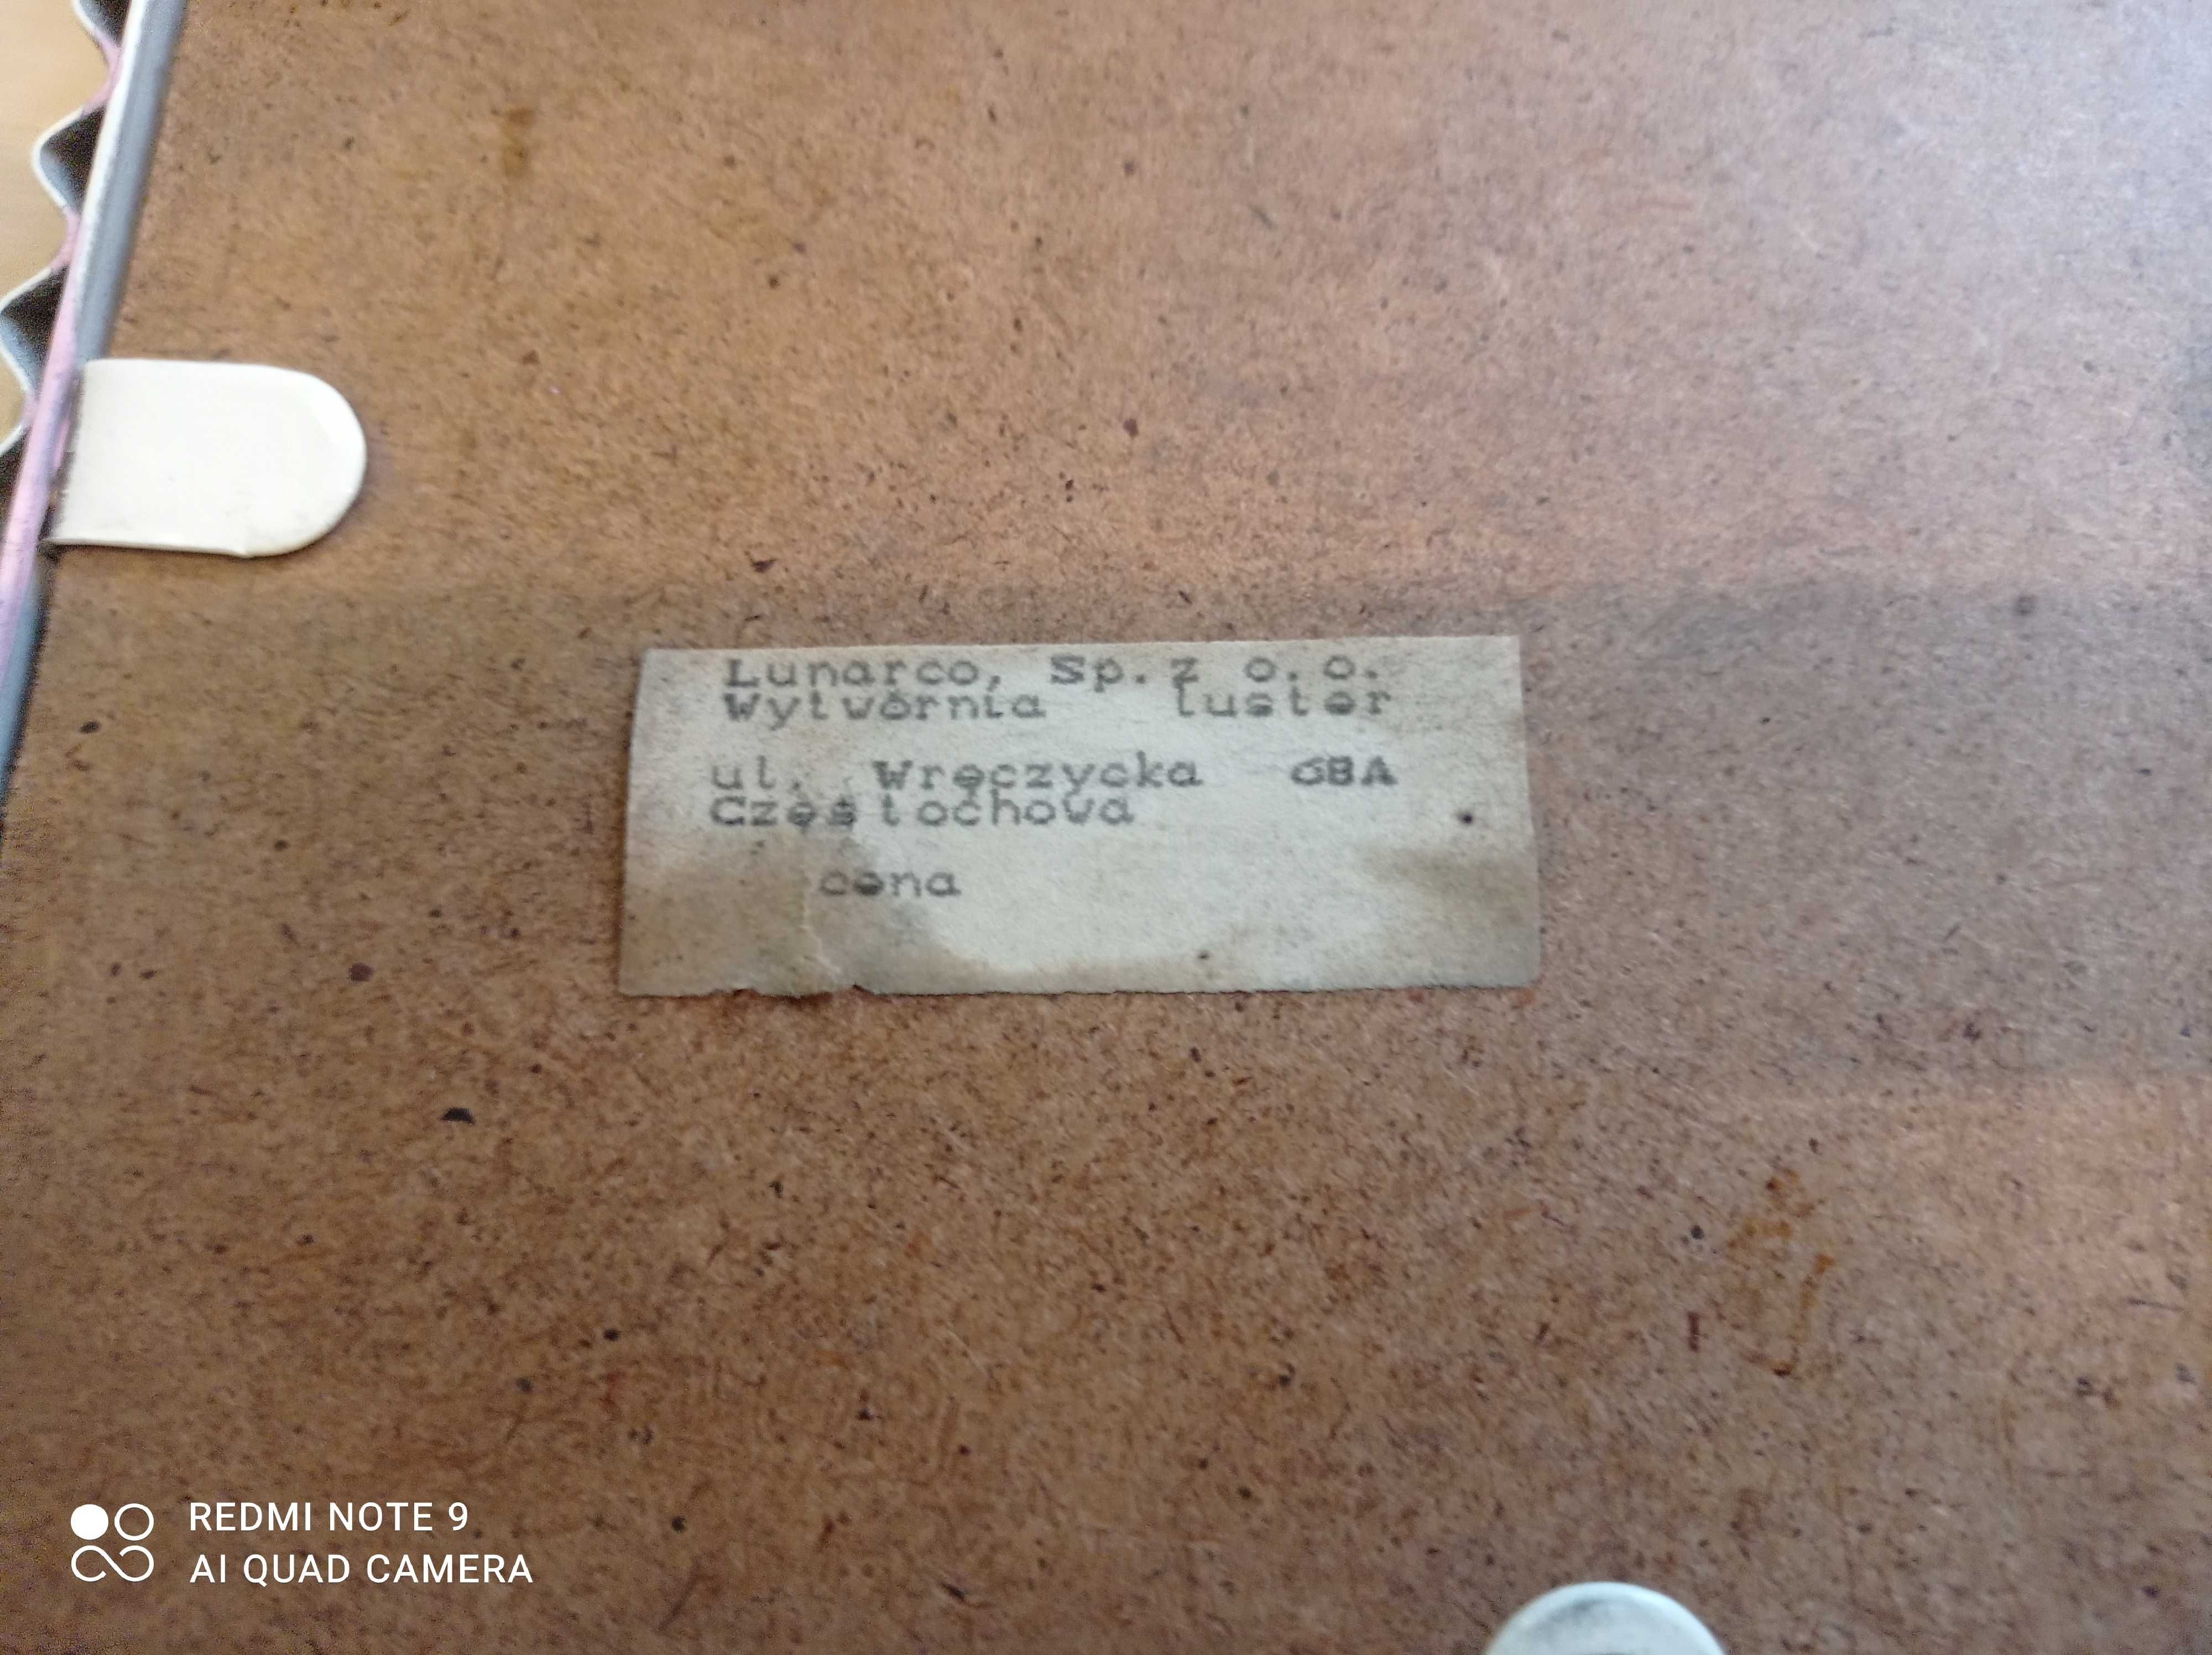 Lunarco, Sp. z o.o.
Wytwórnia luster
ul. Wręczycka 68A
Częstochowa
cena
REDMI NOTE 9
AI QUAD CAMERA